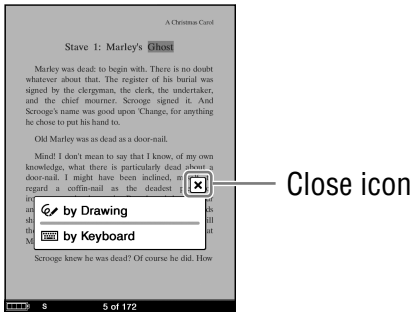 A Christmas Carol
Stave 1: Marley's Ghost
Marley was dead: to begin with. There is no doubt
whatever about that. The register of his burial was
signed by the clergyman, the clerk, the undertaker,
and the chief mourner. Scrooge signed it. And
Scrooge's name was good upon 'Change, for anything
he chose to put his hand to.
Old Marley was as dead as a door-nail.
Mind! I don't mean to say that I know, of my own
knowledge, what there is particularly dead about a
door-nail. I might have been inclined,
regard a coffin-nail as the deadest
by Drawing
by Keyboard
Scrooge knew he was dead? Of course he did. How
S
5 of 172
Close icon